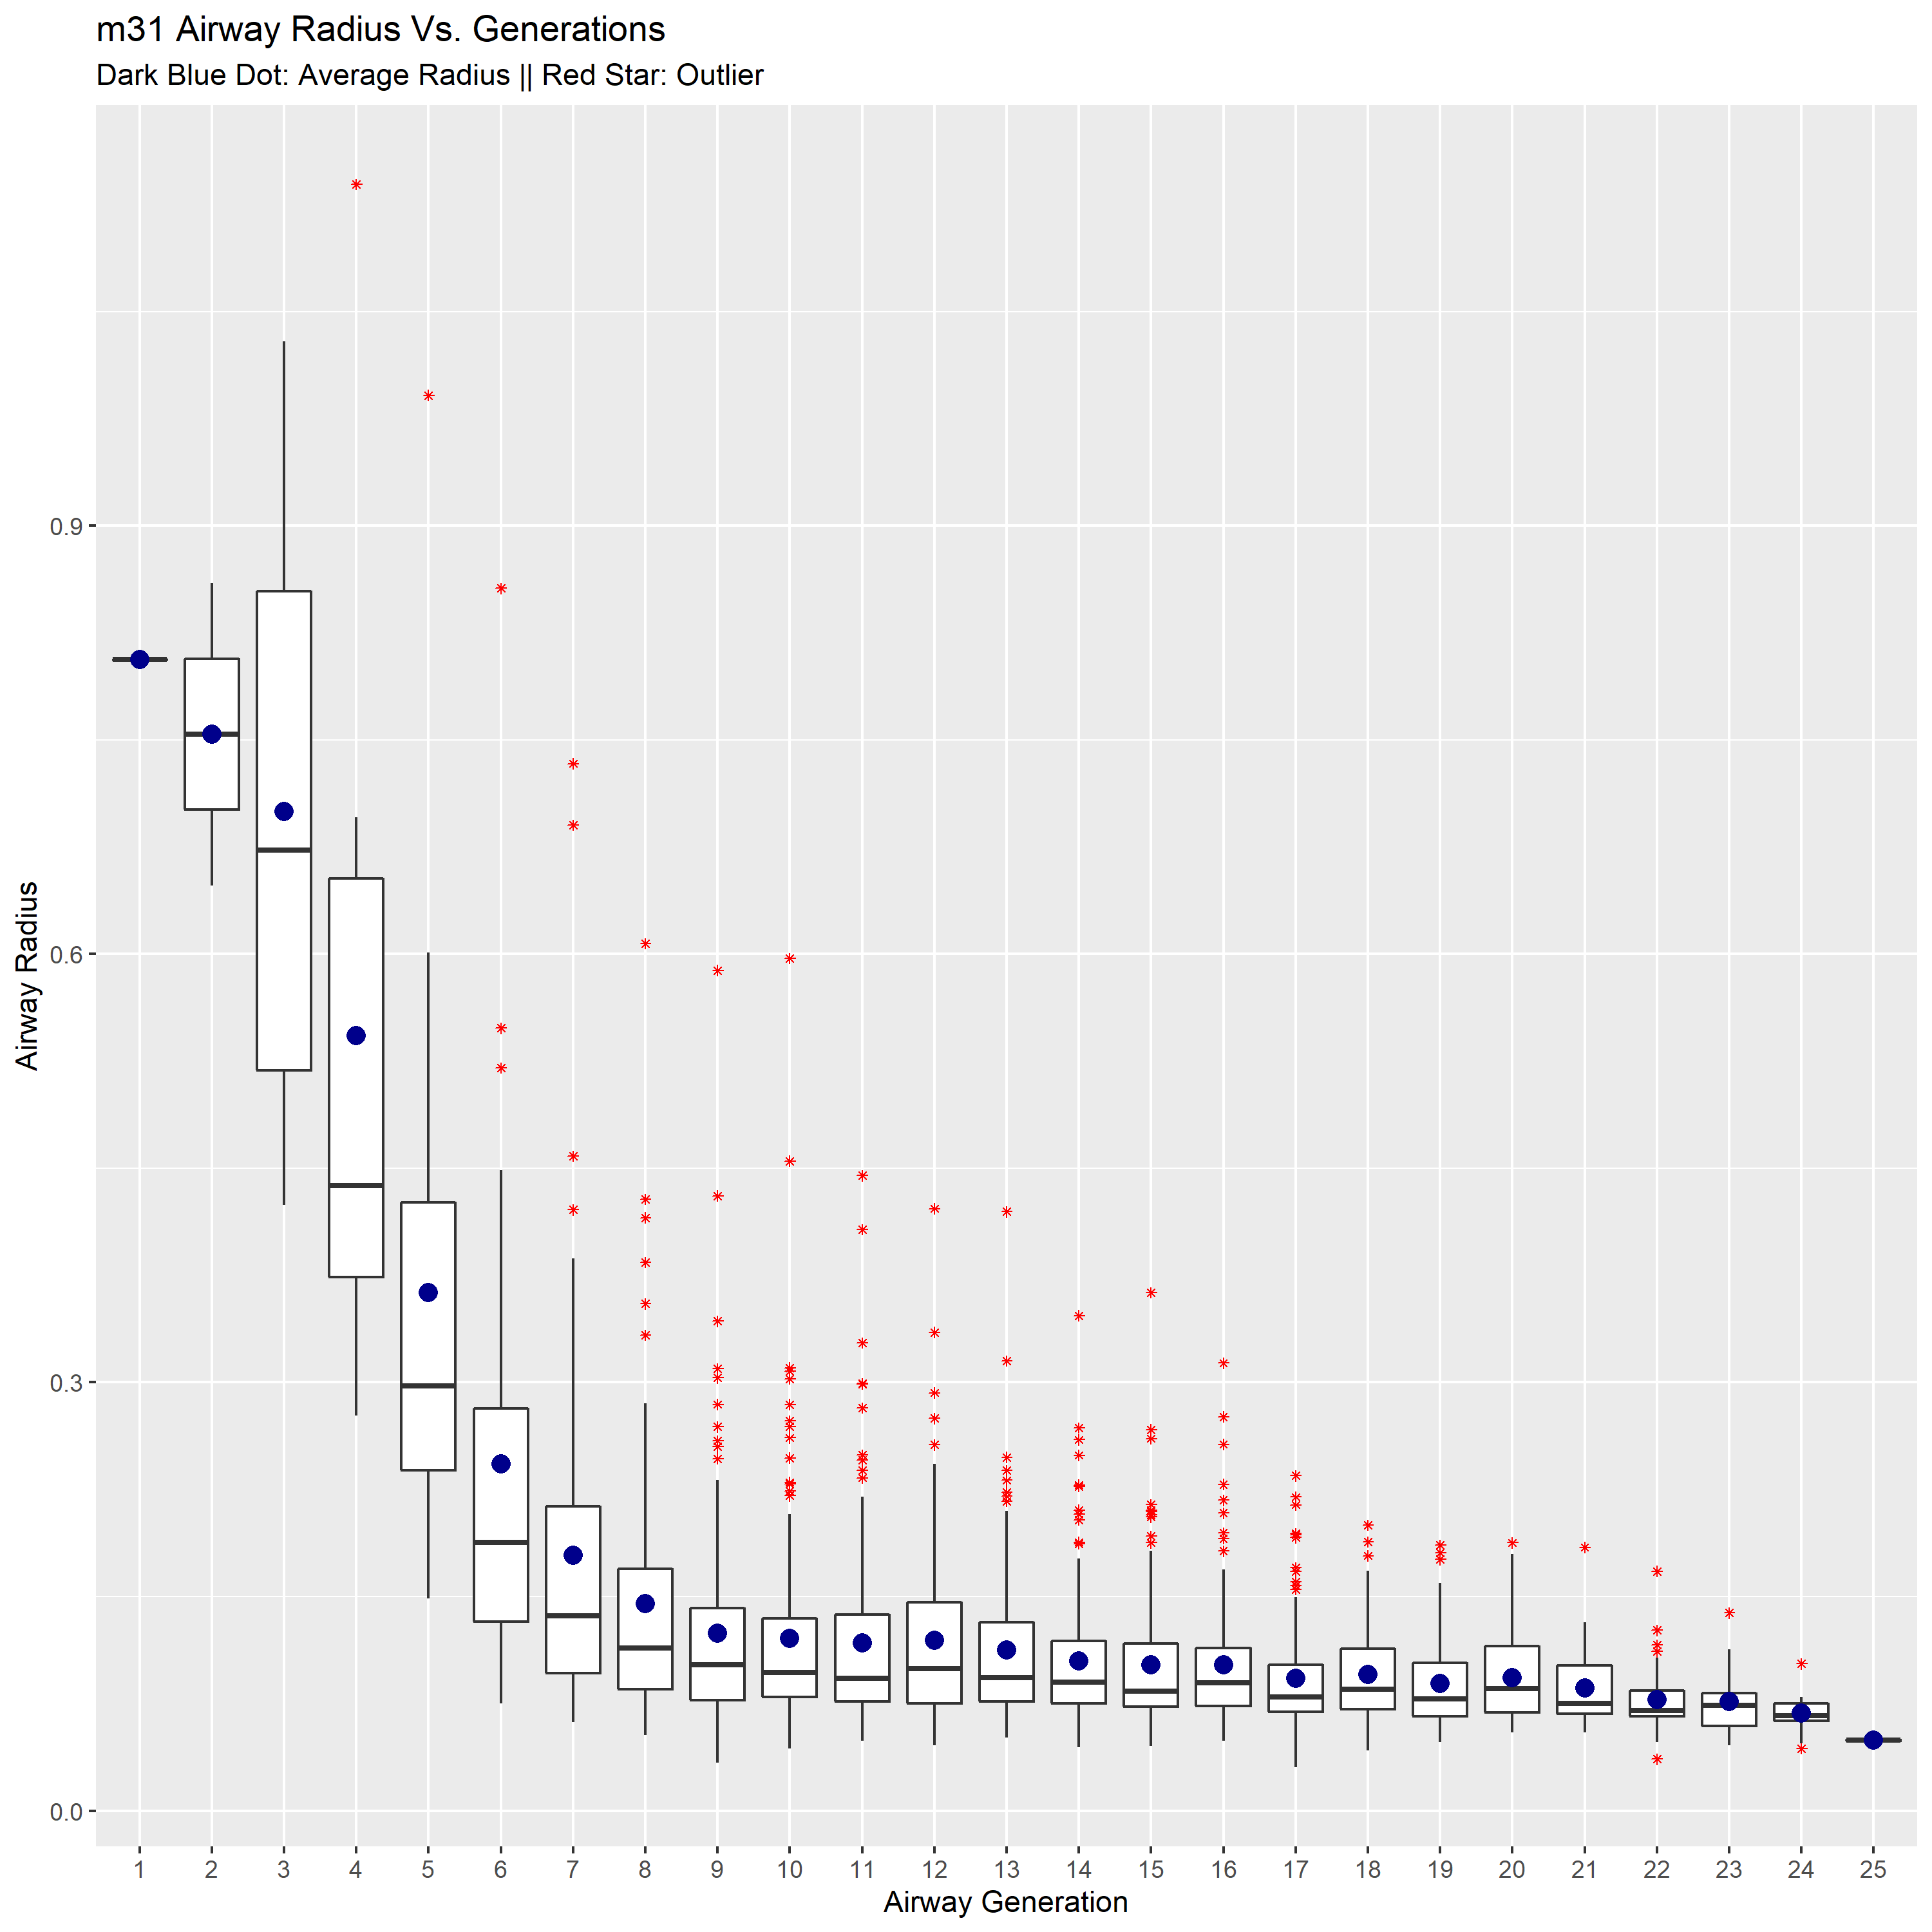 m31 Airway Radius Vs. Generations
Dark Blue Dot: Average Radius || Red Star: Outlier
Airway Radius
0.9
0.6
0.3
0.0
1 2 3 4 5 6 7 8 9 10 11 12 13 14 15 16 17 18 19 20 21 22 23 24 25
Airway Generation